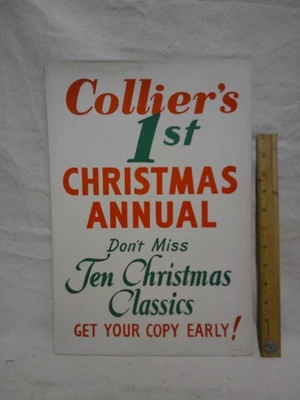 Collier's
1st
CHRISTMAS
ANNUAL
Don't Miss
Ten Christmas
Classics
GET YOUR COPY EARLY!